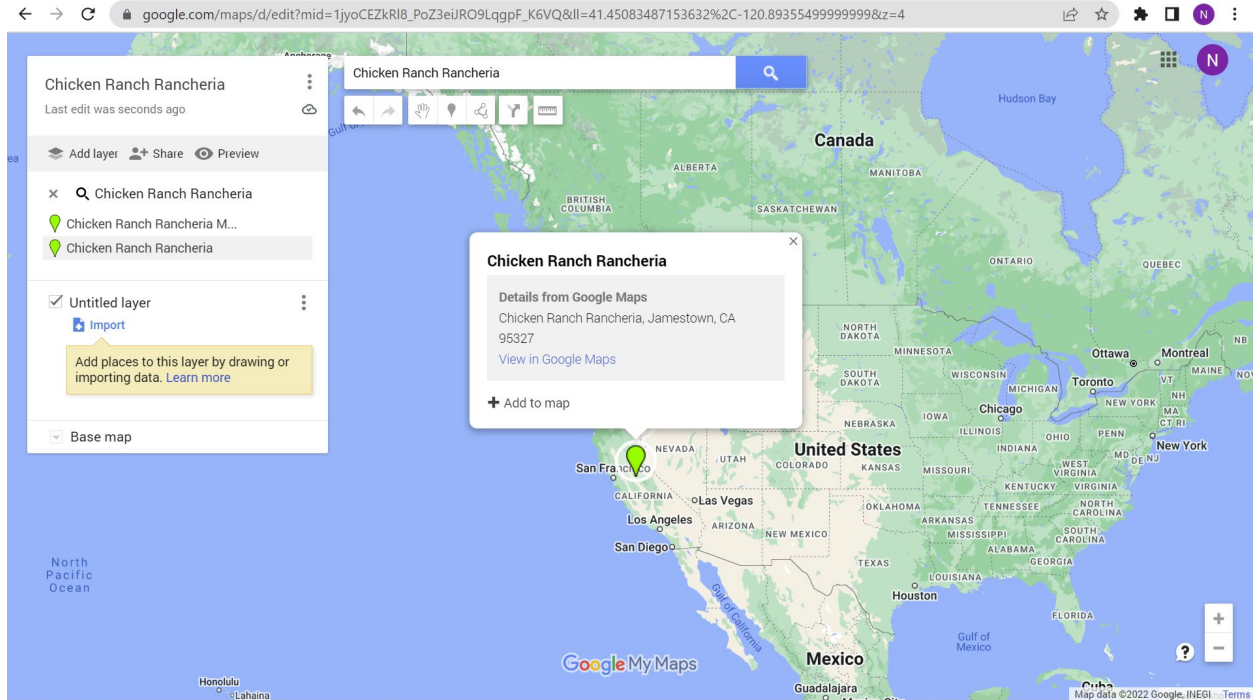 google.com/maps/d/edit?mid=1jyoCEZkRl8_PoZ3eiJRO9LqgpF_K6VQ&ll=41.45083487153632%2C-120.89355499999999&z=4
N
Chicken Ranch Rancheria
Last edit was seconds ago
Add layer Share Preview
Chicken Ranch Rancheria
Chicken Ranch Rancheria M...
Chicken Ranch Rancheria
Untitled layer
Import
Add places to this layer by drawing or
importing data. Learn more
Base map
Chicken Ranch Rancheria
N
Chicken Ranch Rancheria
Details from Google Maps
Chicken Ranch Rancheria, Jamestown, CA
95327
View in Google Maps
Add to map
Anchorage
Hudson Bay
Canada
ALBERTA
MANITOBA
BRITISH
COLUMBIA
SASKATCHEWAN
ONTARIO
QUEBEC
NORTH
DAKOTA
MINNESOTA
Ottawa
Montreal
NB
SOUTH
DAKOTA
WISCONSIN
MICHIGAN
Toronto
VT
MAINE
NH
NEW YORK
MA
CT RI
Chicago
IOWA
NEBRASKA
ILLINOIS
INDIANA
OHIO
PENN
New York
MD
DE
NJ
United States
NEVADA
UTAH
COLORADO
KANSAS
MISSOURI
WEST
VIRGINIA
KENTUCKY
VIRGINIA
San Francisco
CALIFORNIA
Las Vegas
OKLAHOMA
TENNESSEE
NORTH
CAROLINA
Los Angeles
ARIZONA
NEW MEXICO
ARKANSAS
MISSISSIPPI
SOUTH
CAROLINA
San Diego
ALABAMA
GEORGIA
TEXAS
LOUISIANA
Houston
FLORIDA
North
Pacific
Ocean
Gulf of California
Gulf of
Mexico
Mexico
Guadalajara
Cuba
Honolulu
Lahaina
Google My Maps
+
−
?
Map data ©2022 Google, INEGI Terms